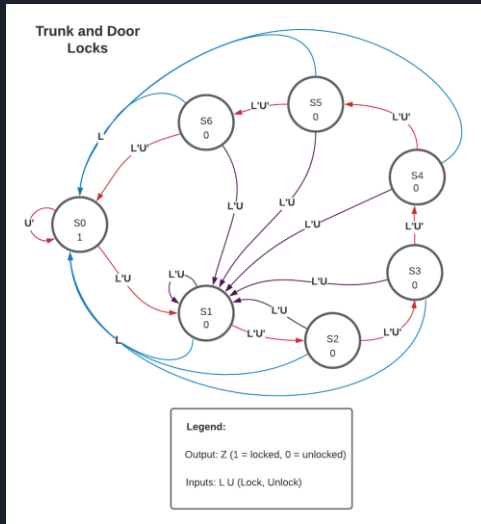 Trunk and Door
Locks
S6
0
S5
0
L'U'
L'U'
L
L'U'
S4
0
L'U
L'U
U'
S0
1
L'U
L'U'
L'U
L'U
L'U
S3
0
S1
0
L'U
L'U'
S2
0
L'U'
L
Legend:
Output: Z (1 = locked, 0 = unlocked)
Inputs: L U (Lock, Unlock)